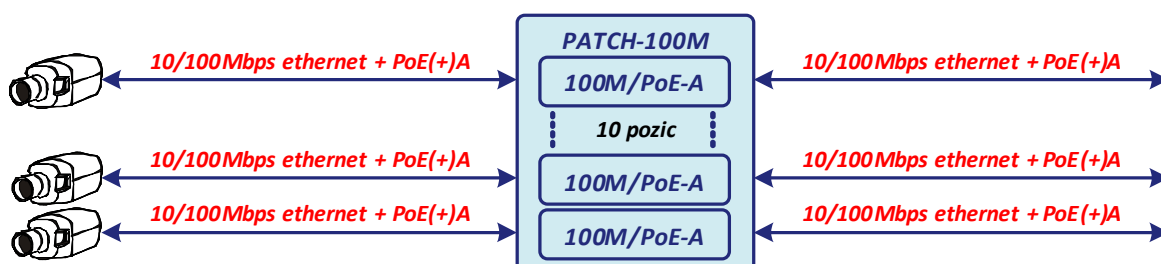 PATCH-100M
10/100Mbps ethernet + PoE(+)A
100M/PoE-A
10/100Mbps ethernet + PoE(+)A
10 pozic
10/100Mbps ethernet + PoE(+)A
100M/PoE-A
10/100Mbps ethernet + PoE(+)A
10/100Mbps ethernet + PoE(+)A
100M/PoE-A
10/100Mbps ethernet + PoE(+)A